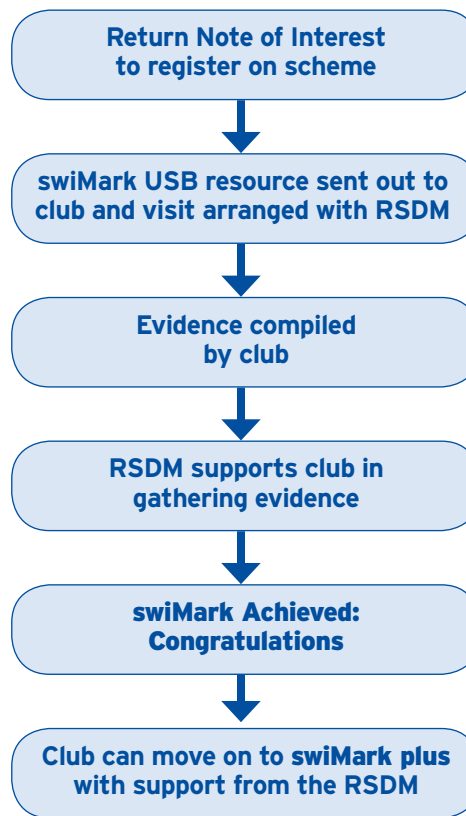 Return Note of Interest
to register on scheme
swiMark USB resource sent out to
club and visit arranged with RSDM
Evidence compiled
by club
RSDM supports club in
gathering evidence
swiMark Achieved:
Congratulations
Club can move on to swiMark plus
with support from the RSDM